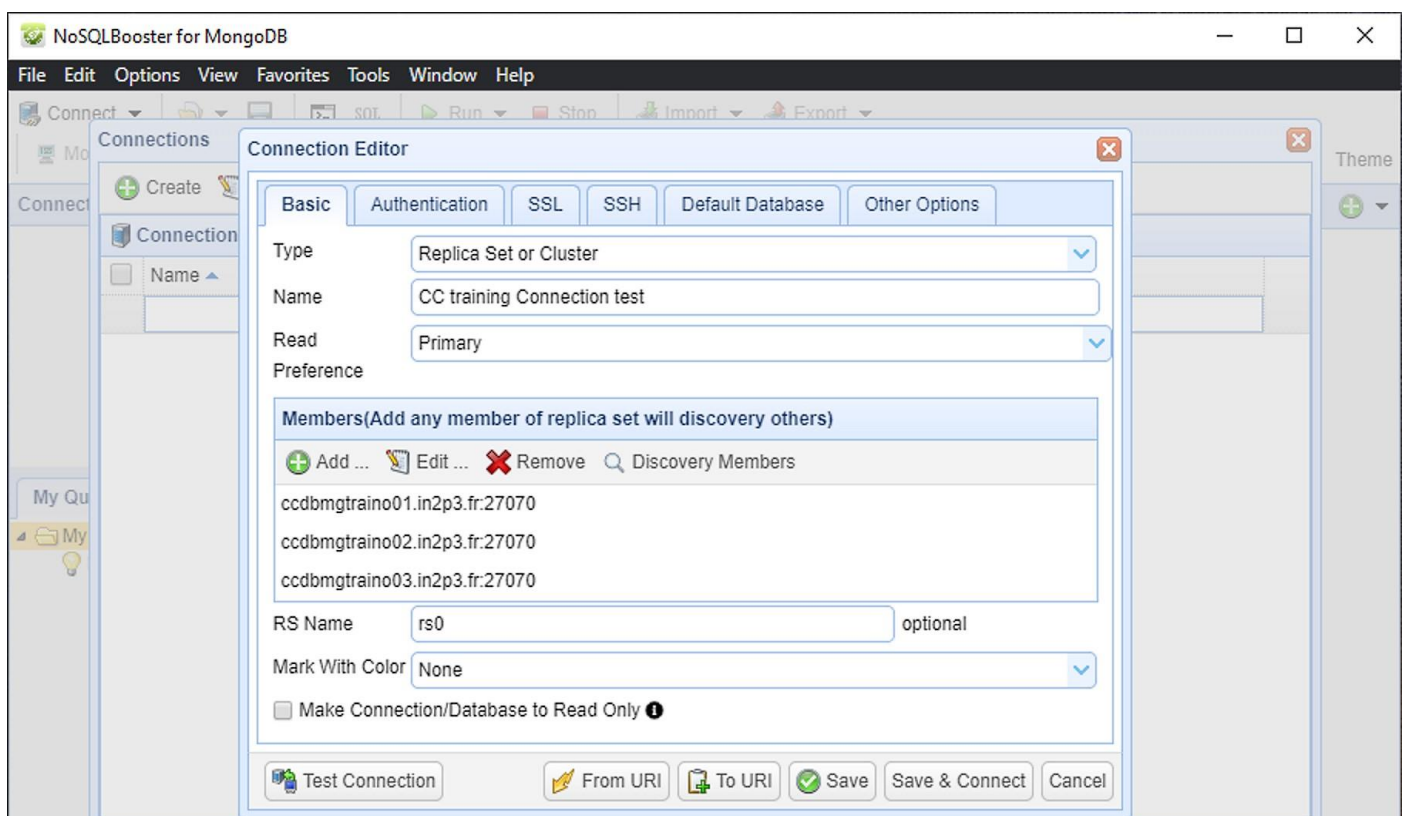 NoSQLBooster for MongoDB
File Edit Options View Favorites Tools Window Help
Connect SQL Run Stop Import Export
Mo
Connections
Connection Editor
Theme
Create
Connect
Basic Authentication SSL SSH Default Database Other Options
Connection
Type Replica Set or Cluster
Name
Name CC training Connection test
Read Preference Primary
Members(Add any member of replica set will discovery others)
Add ... Edit ... Remove Discovery Members
My Qu
ccdbmgtraino01.in2p3.fr:27070
My
ccdbmgtraino02.in2p3.fr:27070
ccdbmgtraino03.in2p3.fr:27070
RS Name rs0 optional
Mark With Color None
Make Connection/Database to Read Only
Test Connection From URI To URI Save Save & Connect Cancel